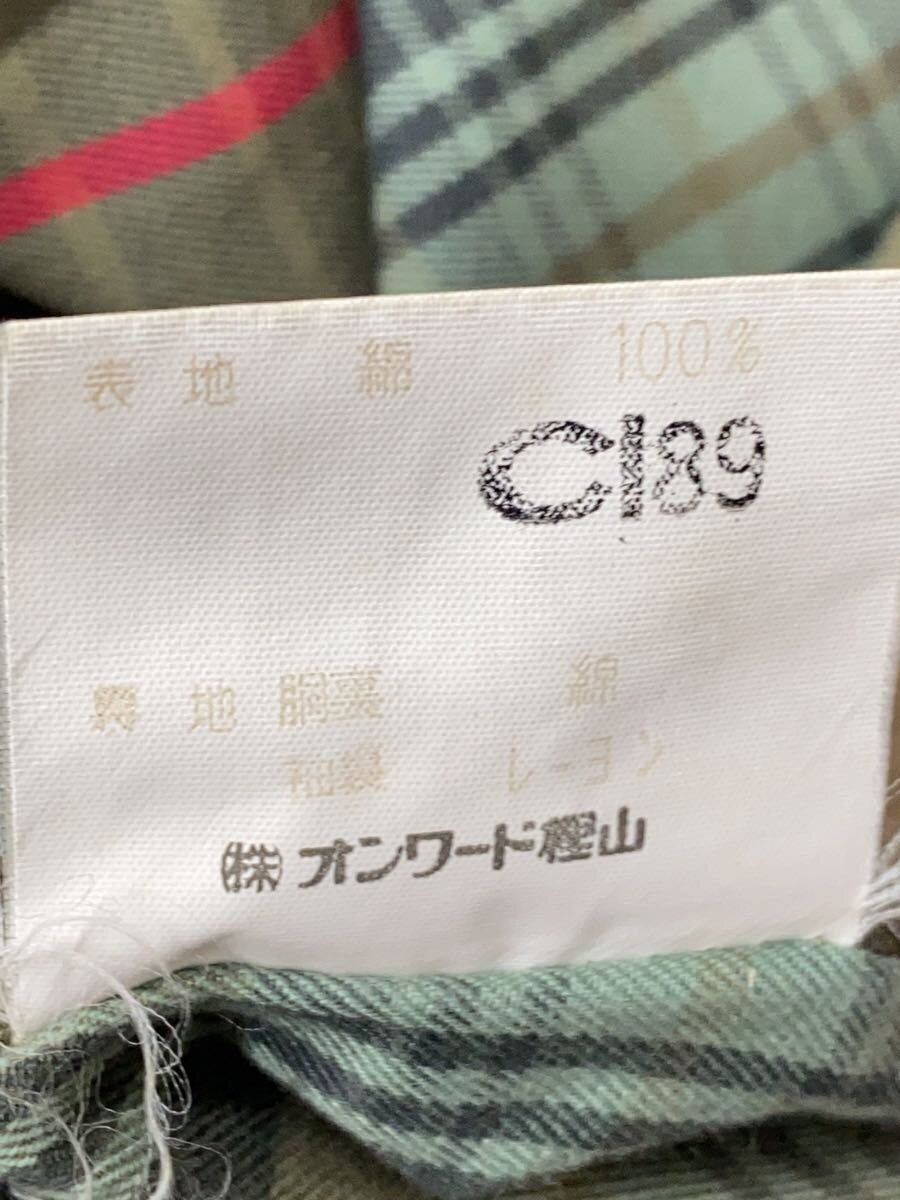 表地 綿 100%
C189
裏地 胴裏 綿
袖裏 レーヨン
㈱オンワード樫山